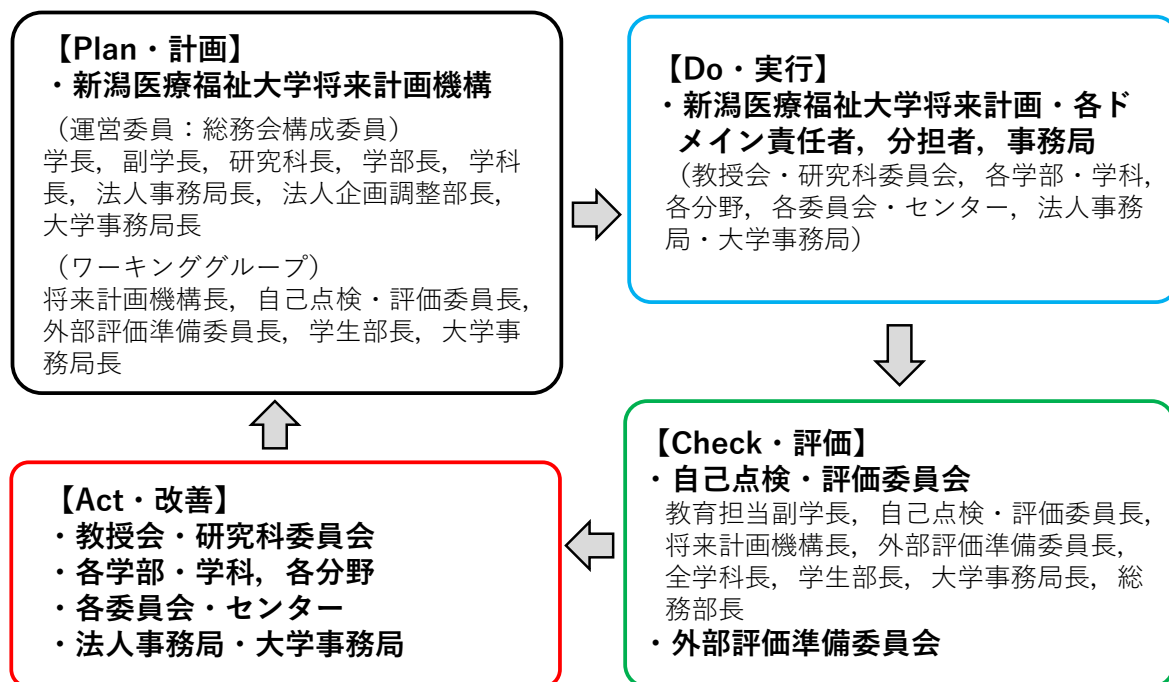 【Plan・計画】
・新潟医療福祉大学将来計画機構
（運営委員：総務会構成委員）
学長，副学長，研究科長，学部長，学科
長，法人事務局長，法人企画調整部長，
大学事務局長
（ワーキンググループ）
将来計画機構長，自己点検・評価委員長，
外部評価準備委員長，学生部長，大学事
務局長
【Do・実行】
・新潟医療福祉大学将来計画・各ド
メイン責任者，分担者，事務局
（教授会・研究科委員会，各学部・学科，
各分野，各委員会・センター，法人事務
局・大学事務局）
【Check・評価】
・自己点検・評価委員会
教育担当副学長，自己点検・評価委員長，
将来計画機構長，外部評価準備委員長，
全学科長，学生部長，大学事務局長，総
務部長
・外部評価準備委員会
【Act・改善】
・教授会・研究科委員会
・各学部・学科，各分野
・各委員会・センター
・法人事務局・大学事務局